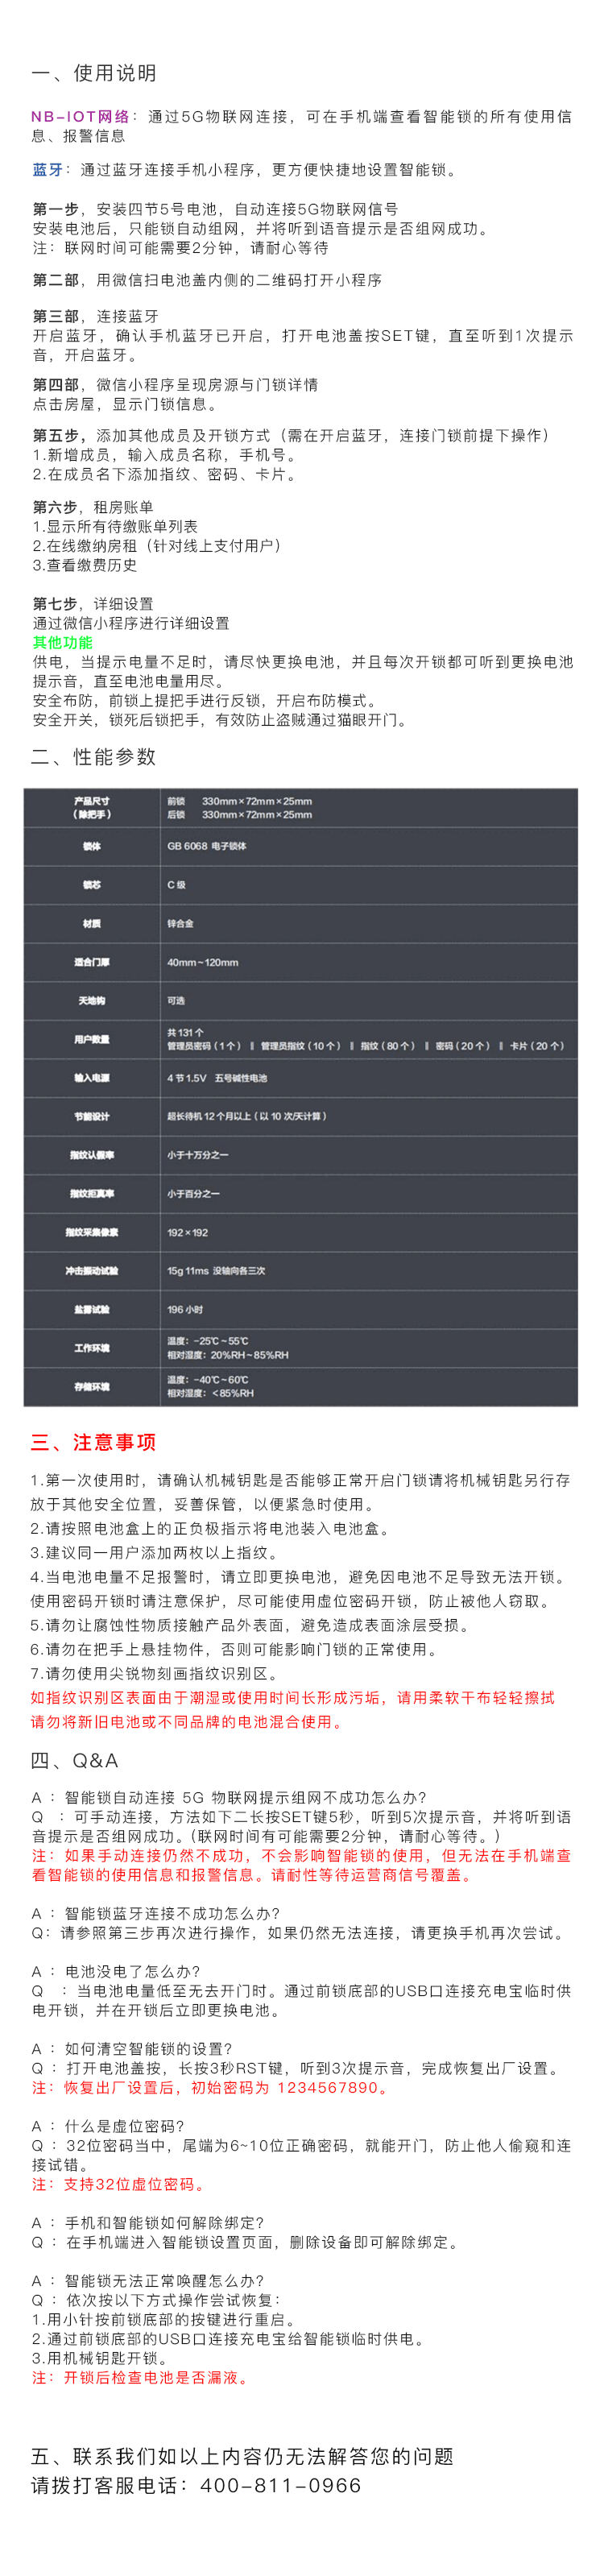 一、使用说明
NB-IOT网络：通过5G物联网连接，可在手机端查看智能锁的所有使用信
息、报警信息
蓝牙：通过蓝牙连接手机小程序，更方便快捷地设置智能锁。
第一步，安装四节5号电池，自动连接5G物联网信号
安装电池后，只能锁自动组网，并将听到语音提示是否组网成功。
注：联网时间可能需要2分钟，请耐心等待
第二部，用微信扫电池盖内侧的二维码打开小程序
第三部，连接蓝牙
开启蓝牙，确认手机蓝牙已开启，打开电池盖按SET键，直至听到1次提示
音，开启蓝牙。
第四部，微信小程序呈现房源与门锁详情
点击房屋，显示门锁信息。
第五步，添加其他成员及开锁方式（需在开启蓝牙，连接门锁前提下操作）
1.新增成员，输入成员名称，手机号。
2.在成员名下添加指纹、密码、卡片。
第六步，租房账单
1.显示所有待缴账单列表
2.在线缴纳房租（针对线上支付用户）
3.查看缴费历史
第七步，详细设置
通过微信小程序进行详细设置
其他功能
供电，当提示电量不足时，请尽快更换电池，并且每次开锁都可听到更换电池
提示音，直至电池电量用尽。
安全布防，前锁上提把手进行反锁，开启布防模式。
安全开关，锁死后锁把手，有效防止盗贼通过猫眼开门。
二、性能参数
产品尺寸
（除把手）
前锁 330mm×72mm×25mm
后锁 330mm×72mm×25mm
锁体 GB 6068 电子锁体
锁芯 C 级
材质 锌合金
适合门厚 40mm~120mm
天地钩 可选
用户数量
共 131 个
管理员密码（1 个） ‖ 管理员指纹（10 个） ‖ 指纹（80 个） ‖ 密码（20 个） ‖ 卡片（20 个）
输入电源 4 节 1.5V 五号碱性电池
节能设计 超长待机 12 个月以上（以 10 次/天计算）
指纹认假率 小于十万分之一
指纹拒真率 小于百分之一
指纹采集像素 192×192
冲击振动试验 15g 11ms 没轴向各三次
盐雾试验 196 小时
工作环境
温度：-25℃~55℃
相对湿度：20%RH~85%RH
存储环境
温度：-40℃~60℃
相对湿度：<85%RH
三、注意事项
1.第一次使用时，请确认机械钥匙是否能够正常开启门锁请将机械钥匙另行存
放于其他安全位置，妥善保管，以便紧急时使用。
2.请按照电池盒上的正负极指示将电池装入电池盒。
3.建议同一用户添加两枚以上指纹。
4.当电池电量不足报警时，请立即更换电池，避免因电池不足导致无法开锁。
使用密码开锁时请注意保护，尽可能使用虚位密码开锁，防止被他人窃取。
5.请勿让腐蚀性物质接触产品外表面，避免造成表面涂层受损。
6.请勿在把手上悬挂物件，否则可能影响门锁的正常使用。
7.请勿使用尖锐物刻画指纹识别区。
如指纹识别区表面由于潮湿或使用时间长形成污垢，请用柔软干布轻轻擦拭
请勿将新旧电池或不同品牌的电池混合使用。
四、Q&A
A ：智能锁自动连接 5G 物联网提示组网不成功怎么办？
Q ：可手动连接，方法如下二长按SET键5秒，听到5次提示音，并将听到语
音提示是否组网成功。（联网时间有可能需要2分钟，请耐心等待。）
注：如果手动连接仍然不成功，不会影响智能锁的使用，但无法在手机端查
看智能锁的使用信息和报警信息。请耐性等待运营商信号覆盖。
A ：智能锁蓝牙连接不成功怎么办？
Q：请参照第三步再次进行操作，如果仍然无法连接，请更换手机再次尝试。
A ：电池没电了怎么办？
Q ：当电池电量低至无去开门时。通过前锁底部的USB口连接充电宝临时供
电开锁，并在开锁后立即更换电池。
A ：如何清空智能锁的设置？
Q ：打开电池盖按，长按3秒RST键，听到3次提示音，完成恢复出厂设置。
注：恢复出厂设置后，初始密码为 1234567890。
A ：什么是虚位密码？
Q ：32位密码当中，尾端为6~10位正确密码，就能开门，防止他人偷窥和连
接试错。
注：支持32位虚位密码。
A ：手机和智能锁如何解除绑定？
Q ：在手机端进入智能锁设置页面，删除设备即可解除绑定。
A ：智能锁无法正常唤醒怎么办？
Q ：依次按以下方式操作尝试恢复：
1.用小针按前锁底部的按键进行重启。
2.通过前锁底部的USB口连接充电宝给智能锁临时供电。
3.用机械钥匙开锁。
注：开锁后检查电池是否漏液。
五、联系我们如以上内容仍无法解答您的问题
请拨打客服电话：400-811-0966